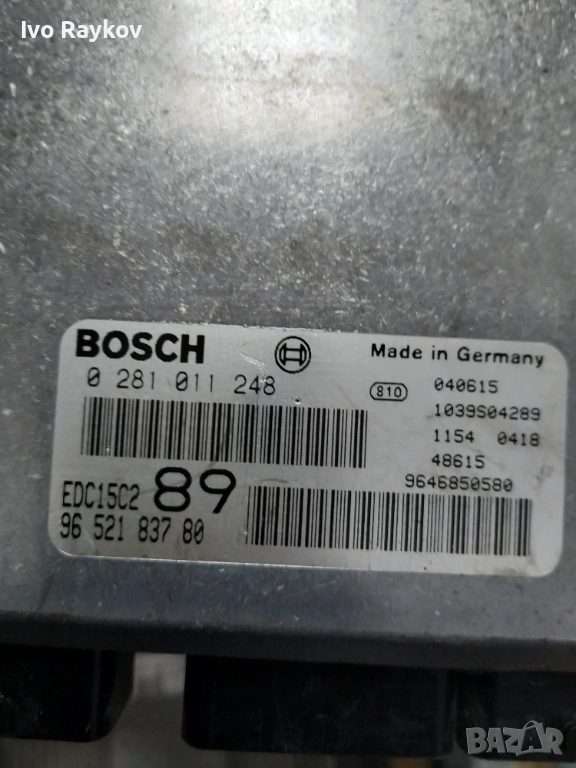 Ivo Raykov
BOSCH Made in Germany
0 281 011 248
810 040615
1039S04289
1154 0418
48615
9646850580
EDC15C2 89
96 521 837 80
BAZAR